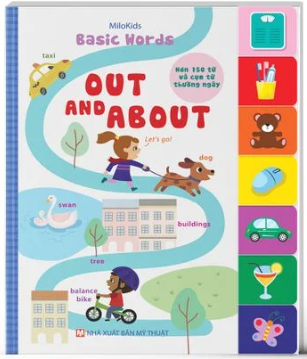 MiloKids
Basic Words
taxi
OUT
AND ABOUT
Hơn 150 từ
và cụm từ
thường ngày
Let's go!
dog
swan
buildings
tree
balance
bike
NHÀ XUẤT BẢN MỸ THUẬT